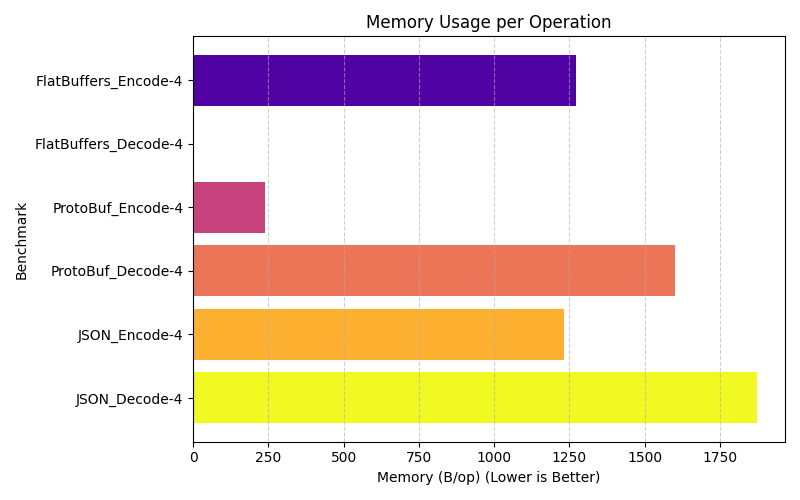 Memory Usage per Operation
Benchmark
FlatBuffers_Encode-4
FlatBuffers_Decode-4
ProtoBuf_Encode-4
ProtoBuf_Decode-4
JSON_Encode-4
JSON_Decode-4
0 250 500 750 1000 1250 1500 1750
Memory (B/op) (Lower is Better)